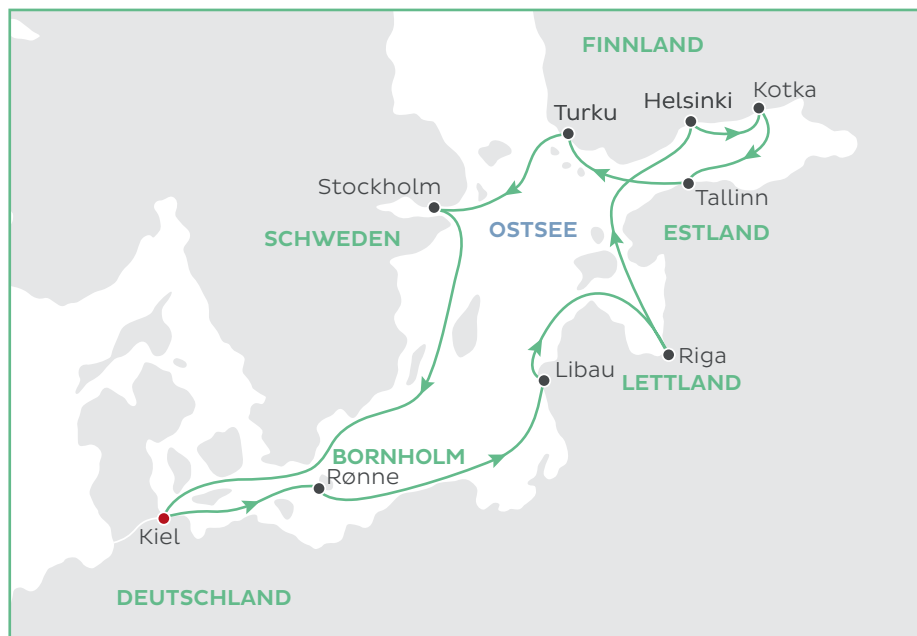 FINNLAND
Kotka
Helsinki
Turku
Stockholm
Tallinn
SCHWEDEN
OSTSEE
ESTLAND
Riga
Libau
LETTLAND
BORNHOLM
Rønne
Kiel
DEUTSCHLAND